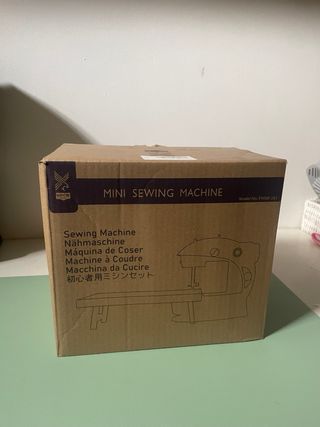 MINI SEWING MACHINE
Sewing Machine
Nähmaschine
Máquina de Coser
Machine à Coudre
Macchina da Cucire
初心者用ミシンセット